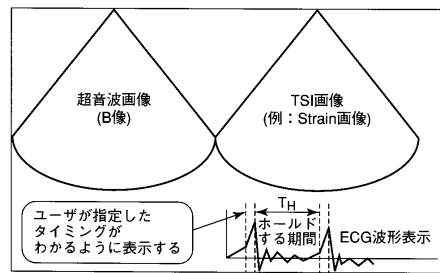 超音波画像
(B像)
TSI画像
(例：Strain画像)
ユーザが指定した
タイミングが
わかるように表示する
TH
ホールド
する期間
ECG波形表示